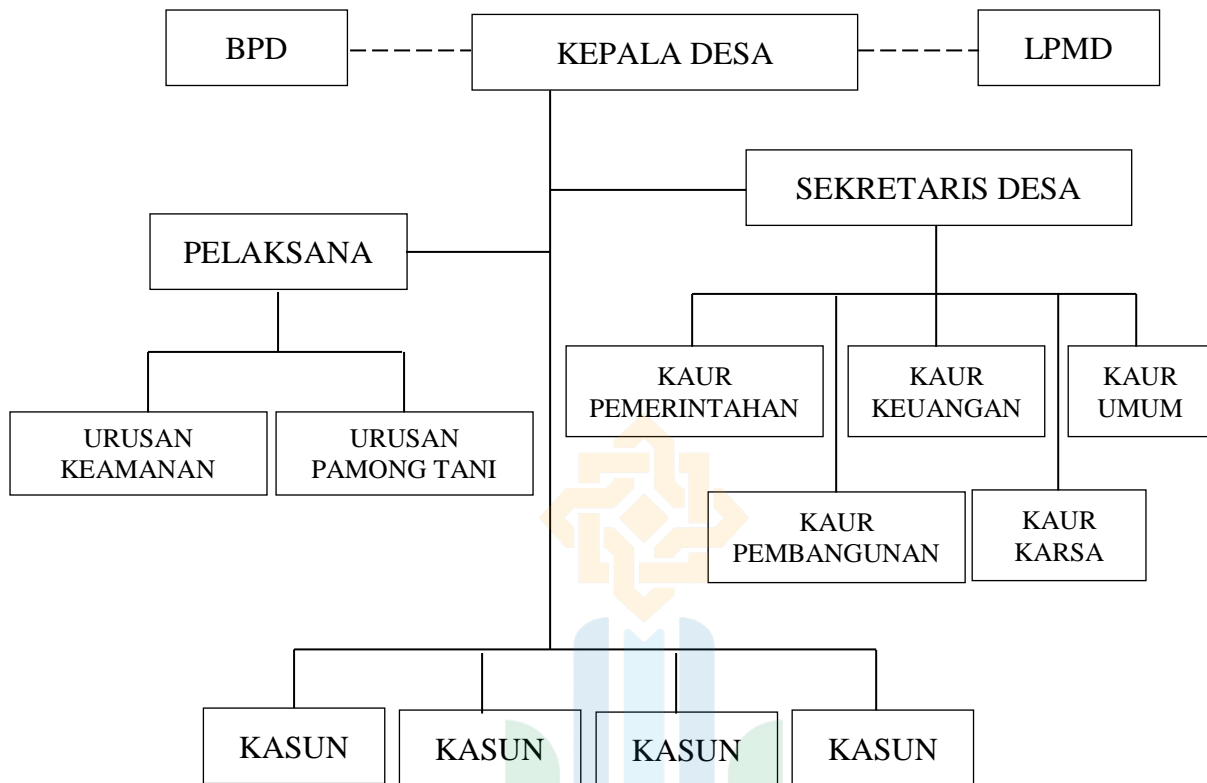 BPD
KEPALA DESA
LPMD
SEKRETARIS DESA
PELAKSANA
KAUR
PEMERINTAHAN
KAUR
KEUANGAN
KAUR
UMUM
URUSAN
KEAMANAN
URUSAN
PAMONG TANI
KAUR
PEMBANGUNAN
KAUR
KARSA
KASUN
KASUN
KASUN
KASUN